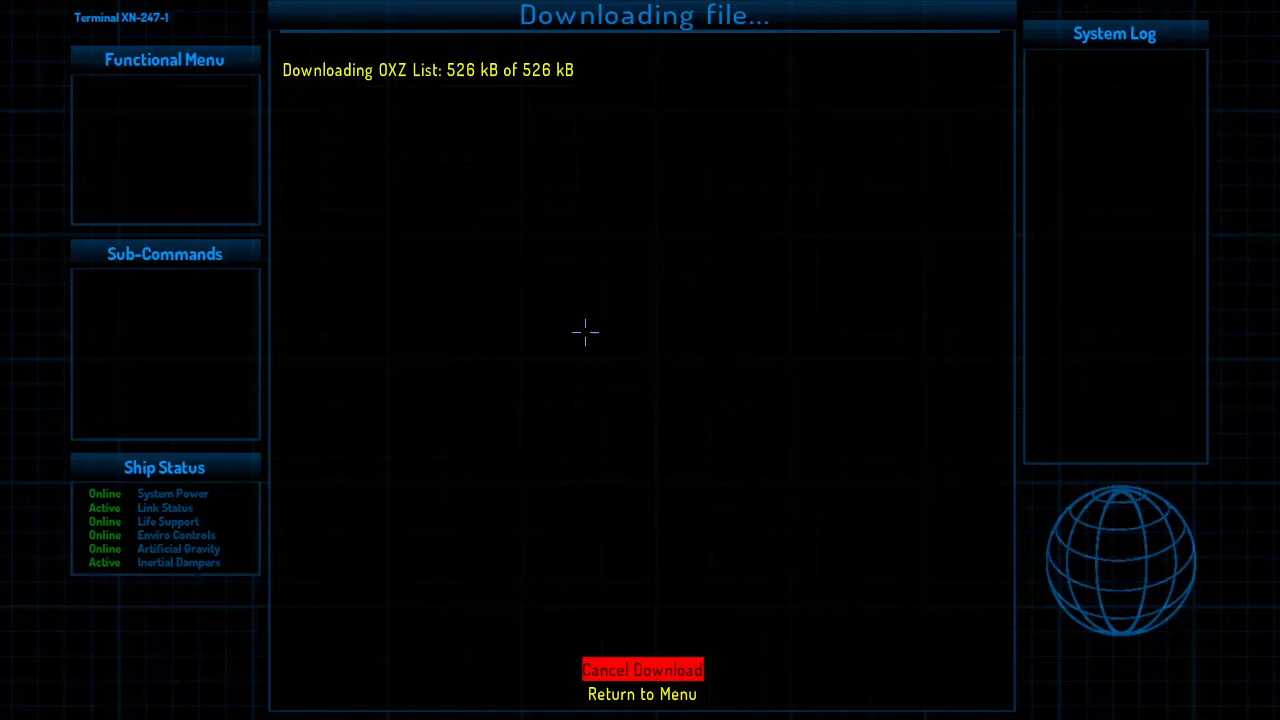 Terminal XN-247-1
Downloading file...
System Log
Functional Menu
Downloading OXZ List: 526 kB of 526 kB
Sub-Commands
Ship Status
Online System Power
Active Link Status
Online Life Support
Online Enviro Controls
Online Artificial Gravity
Active Inertial Dampers
Cancel Download
Return to Menu